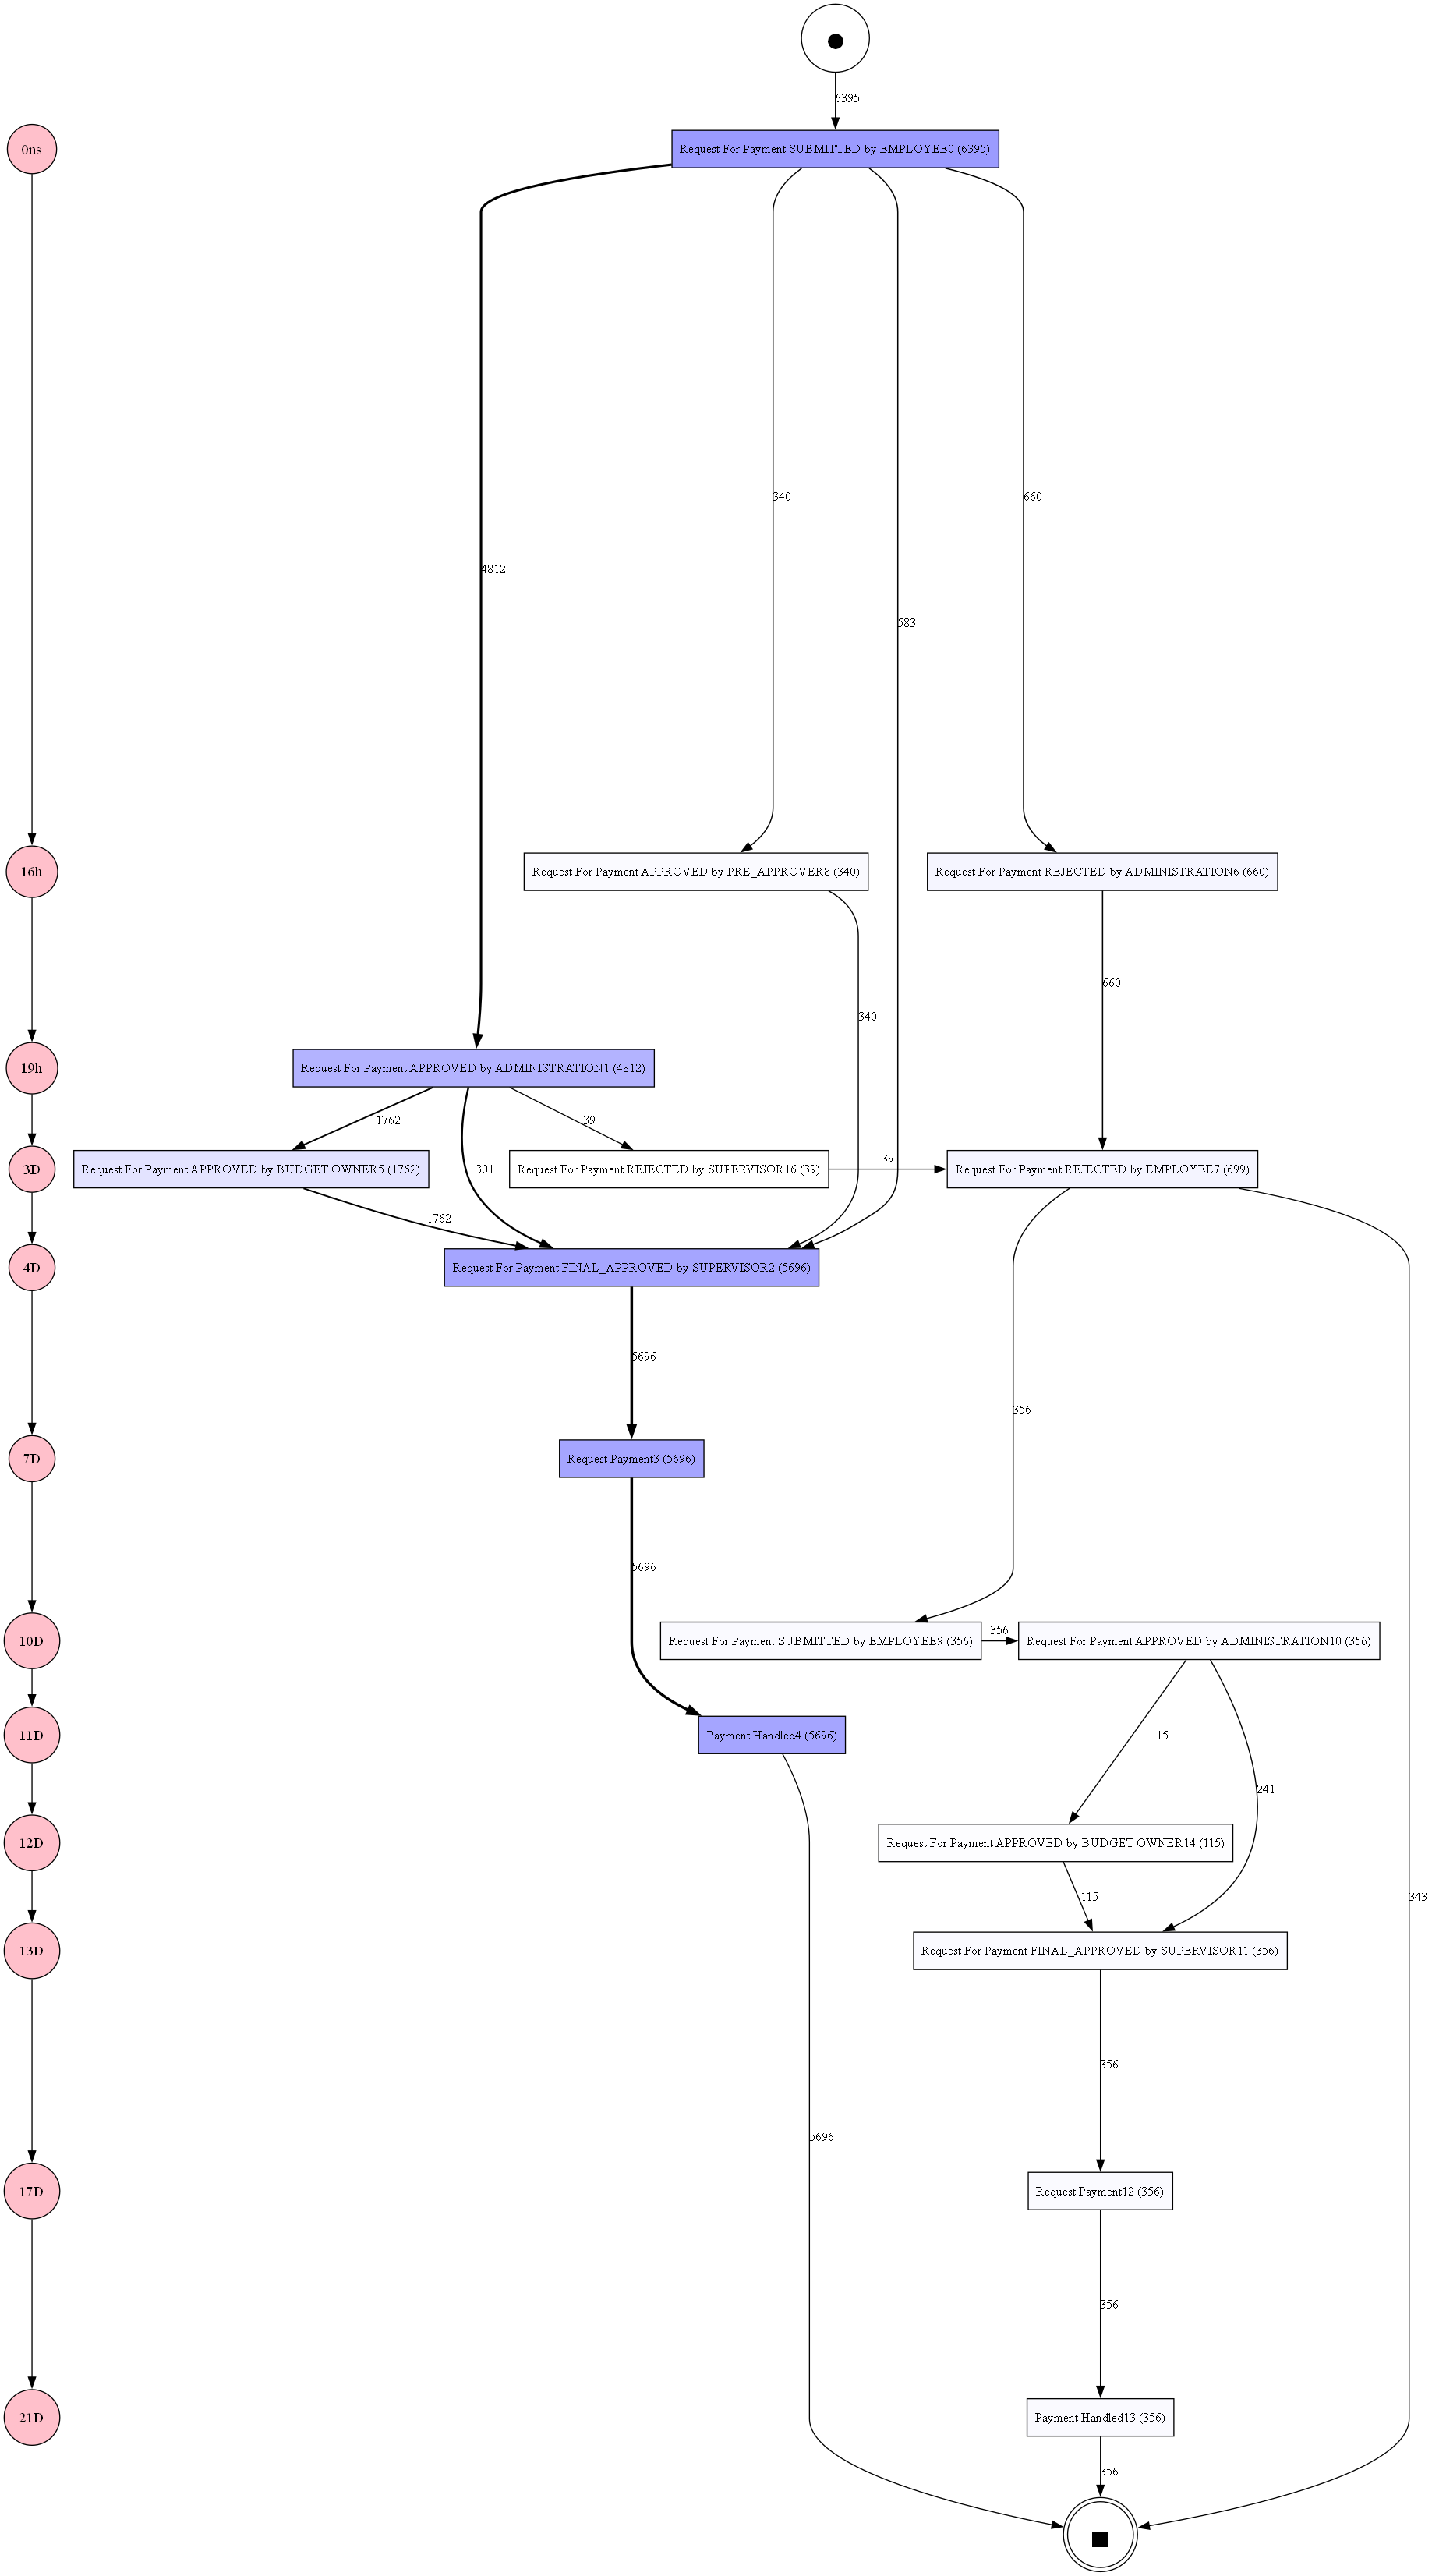 6395
0ns
Request For Payment SUBMITTED by EMPLOYEE0 (6395)
340
660
4812
583
16h
Request For Payment APPROVED by PRE_APPROVER8 (340)
Request For Payment REJECTED by ADMINISTRATION6 (660)
660
340
19h
Request For Payment APPROVED by ADMINISTRATION1 (4812)
1762
39
3D
Request For Payment APPROVED by BUDGET OWNER5 (1762)
3011
Request For Payment REJECTED by SUPERVISOR16 (39)
39
Request For Payment REJECTED by EMPLOYEE7 (699)
1762
4D
Request For Payment FINAL_APPROVED by SUPERVISOR2 (5696)
5696
356
7D
Request Payment3 (5696)
5696
10D
Request For Payment SUBMITTED by EMPLOYEE9 (356)
356
Request For Payment APPROVED by ADMINISTRATION10 (356)
11D
Payment Handled4 (5696)
115
241
12D
Request For Payment APPROVED by BUDGET OWNER14 (115)
115
343
13D
Request For Payment FINAL_APPROVED by SUPERVISOR11 (356)
356
5696
17D
Request Payment12 (356)
356
21D
Payment Handled13 (356)
356